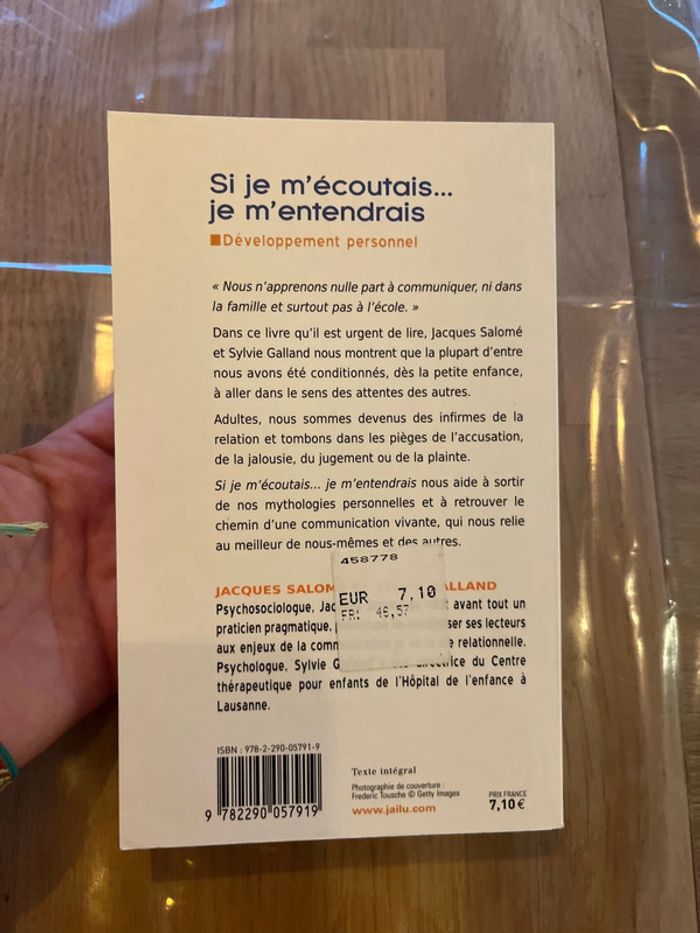 Si je m'écoutais...
je m'entendrais
Développement personnel
« Nous n'apprenons nulle part à communiquer, ni dans
la famille et surtout pas à l'école. »
Dans ce livre qu'il est urgent de lire, Jacques Salomé
et Sylvie Galland nous montrent que la plupart d'entre
nous avons été conditionnés, dès la petite enfance,
à aller dans le sens des attentes des autres.
Adultes, nous sommes devenus des infirmes de la
relation et tombons dans les pièges de l'accusation,
de la jalousie, du jugement ou de la plainte.
Si je m'écoutais... je m'entendrais nous aide à sortir
de nos mythologies personnelles et à retrouver le
chemin d'une communication vivante, qui nous relie
au meilleur de nous-mêmes et des autres.
458778
EUR 7,10
FR: 46,57
JACQUES
Psychosociologue, avant tout un
praticien pragmatique, ses lecteurs
aux enjeux de la relationnelle.
Psychologue, Sylvie du Centre
thérapeutique pour enfants de l'Hôpital de l'enfance à
Lausanne.
ISBN : 978-2-290-05791-9
9 782290 057919
Texte intégral
Photographie de couverture :
Frederic Tousche © Getty Images
www.jailu.com
PRIX FRANCE
7,10 €